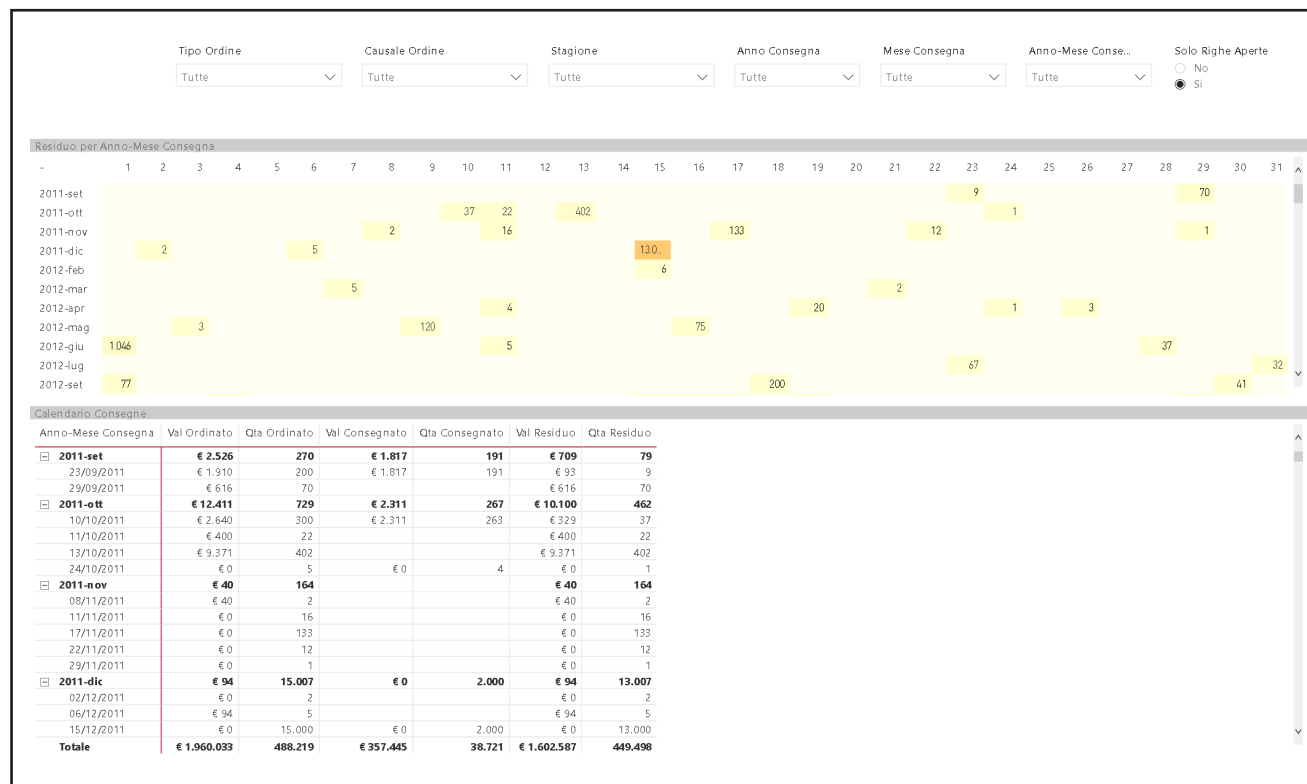 Tipo Ordine Causale Ordine Stagione Anno Consegna Mese Consegna Anno-Mese Conse... Solo Righe Aperte
Tutte Tutte Tutte Tutte Tutte Tutte No
Si
Residuo per Anno-Mese Consegna
- 1 2 3 4 5 6 7 8 9 10 11 12 13 14 15 16 17 18 19 20 21 22 23 24 25 26 27 28 29 30 31
2011-set 9 70
2011-ott 37 22 402 1
2011-nov 2 16 133 12 1
2011-dic 2 5 13.0..
2012-feb 6
2012-mar 5 2
2012-apr 4 20 1 3
2012-mag 3 120 75
2012-giu 1.046 5 37
2012-lug 67 32
2012-set 77 200 41
Calendario Consegne
Anno-Mese Consegna Val Ordinato Qta Ordinato Val Consegnato Qta Consegnato Val Residuo Qta Residuo
2011-set € 2.526 270 € 1.817 191 € 709 79
23/09/2011 € 1.910 200 € 1.817 191 € 93 9
29/09/2011 € 616 70 € 616 70
2011-ott € 12.411 729 € 2.311 267 € 10.100 462
10/10/2011 € 2.640 300 € 2.311 263 € 329 37
11/10/2011 € 400 22 € 400 22
13/10/2011 € 9.371 402 € 9.371 402
24/10/2011 € 0 5 € 0 4 € 0 1
2011-nov € 40 164 € 40 164
08/11/2011 € 40 2 € 40 2
11/11/2011 € 0 16 € 0 16
17/11/2011 € 0 133 € 0 133
22/11/2011 € 0 12 € 0 12
29/11/2011 € 0 1 € 0 1
2011-dic € 94 15.007 € 0 2.000 € 94 13.007
02/12/2011 € 0 2 € 0 2
06/12/2011 € 94 5 € 94 5
15/12/2011 € 0 15.000 € 0 2.000 € 0 13.000
Totale € 1.960.033 488.219 € 357.445 38.721 € 1.602.587 449.498